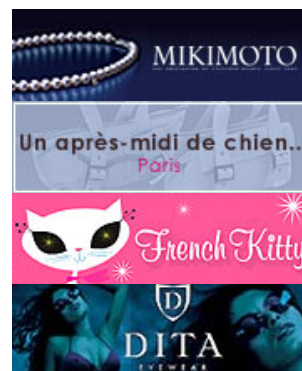 MIKIMOTO
Un après-midi de chien..
Paris
French Kitty
D
DITA
EYEWEAR